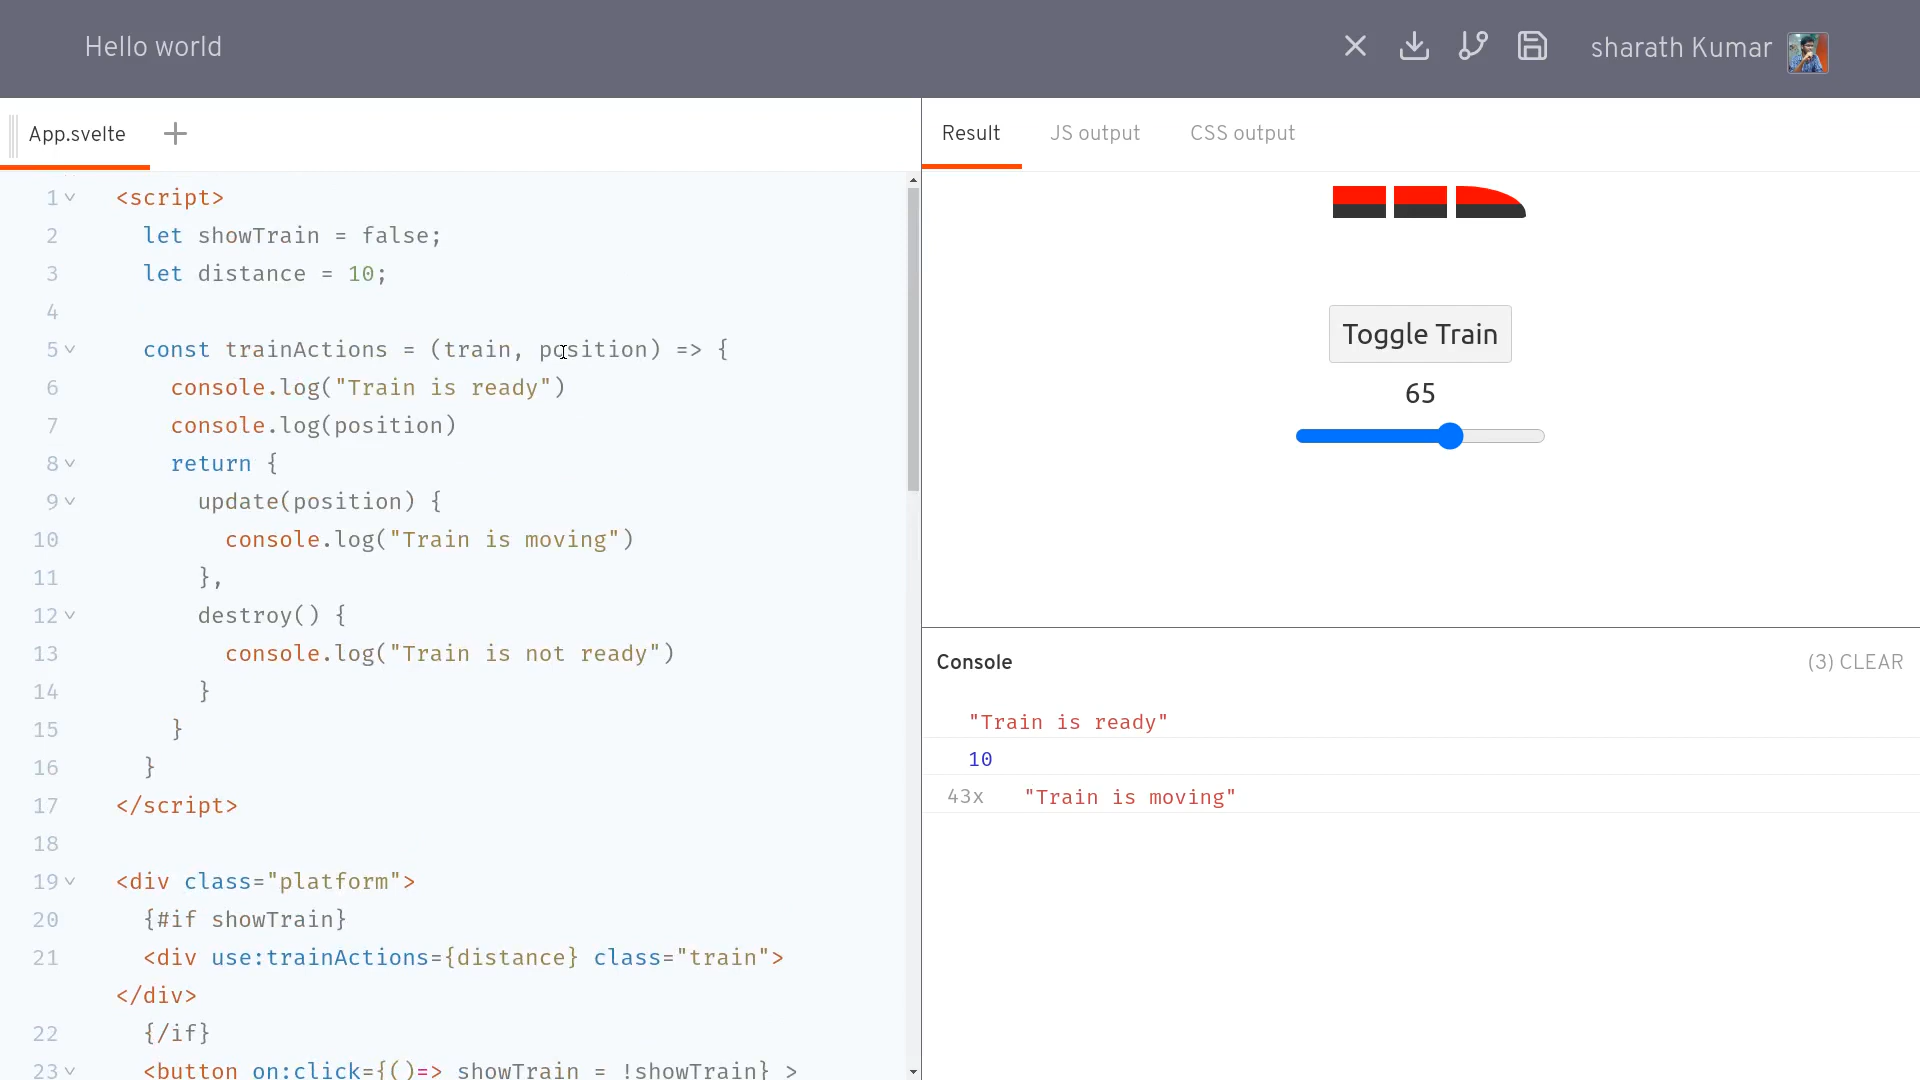 Hello world
sharath Kumar
App.svelte
Result JS output CSS output
1 <script>
2 let showTrain = false;
3 let distance = 10;
4
5 const trainActions = (train, position) => {
6 console.log("Train is ready")
7 console.log(position)
8 return {
9 update(position) {
10 console.log("Train is moving")
11 },
12 destroy() {
13 console.log("Train is not ready")
14 }
15 }
16 }
17 </script>
18
19 <div class="platform">
20 {#if showTrain}
21 <div use:trainActions={distance} class="train">
</div>
22 {/if}
23 <button on:click={()=> showTrain = !showTrain} >
Toggle Train
65
Console (3) CLEAR
"Train is ready"
10
43x "Train is moving"